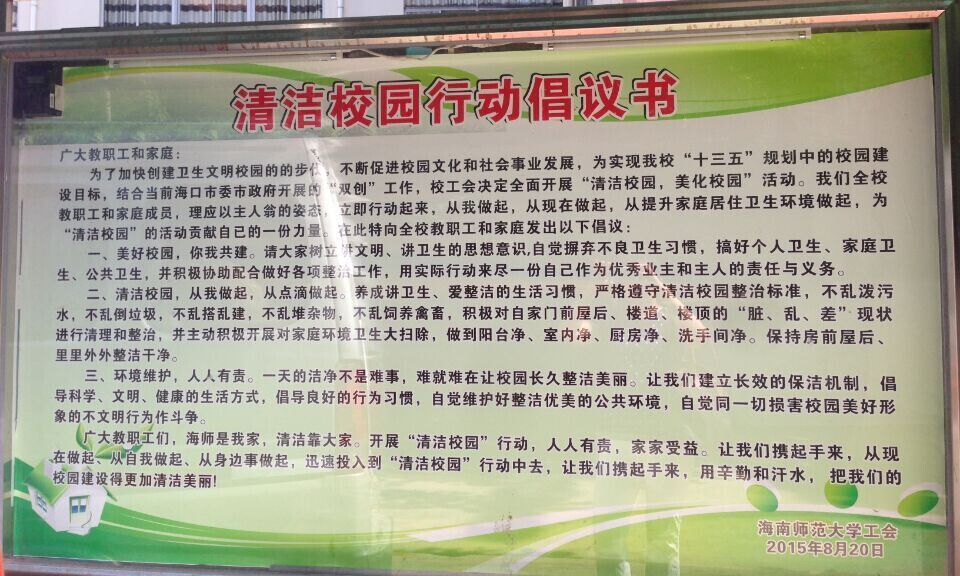 清洁校园行动倡议书
广大教职工和家庭：
为了加快创建卫生文明校园的的步伐，不断促进校园文化和社会事业发展，为实现我校“十三五”规划中的校园建
设目标，结合当前海口市委市政府开展的“双创”工作，校工会决定全面开展“清洁校园，美化校园”活动。我们全校
教职工和家庭成员，理应以主人翁的姿态，立即行动起来，从我做起，从现在做起，从提升家庭居住卫生环境做起，为
“清洁校园”的活动贡献自己的一份力量。在此特向全校教职工和家庭发出以下倡议：
一、美好校园，你我共建。请大家树立讲文明、讲卫生的思想意识,自觉摒弃不良卫生习惯，搞好个人卫生、家庭卫
生、公共卫生，并积极协助配合做好各项整治工作，用实际行动来尽一份自己作为优秀业主和主人的责任与义务。
二、清洁校园，从我做起，从点滴做起。养成讲卫生、爱整洁的生活习惯，严格遵守清洁校园整治标准，不乱泼污
水，不乱倒垃圾，不乱搭乱建，不乱堆杂物，不乱饲养禽畜，积极对自家门前屋后、楼道、楼顶的“脏、乱、差”现状
进行清理和整治，并主动积极开展对家庭环境卫生大扫除，做到阳台净、室内净、厨房净、洗手间净。保持房前屋后、
里里外外整洁干净。
三、环境维护，人人有责。一天的洁净不是难事，难就难在让校园长久整洁美丽。让我们建立长效的保洁机制，倡
导科学、文明、健康的生活方式，倡导良好的行为习惯，自觉维护好整洁优美的公共环境，自觉同一切损害校园美好形
象的不文明行为作斗争。
广大教职工们，海师是我家，清洁靠大家。开展“清洁校园”行动，人人有责，家家受益。让我们携起手来，从现
在做起、从自我做起、从身边事做起，迅速投入到“清洁校园”行动中去，让我们携起手来，用辛勤和汗水，把我们的
校园建设得更加清洁美丽!
海南师范大学工会
2015年8月20日